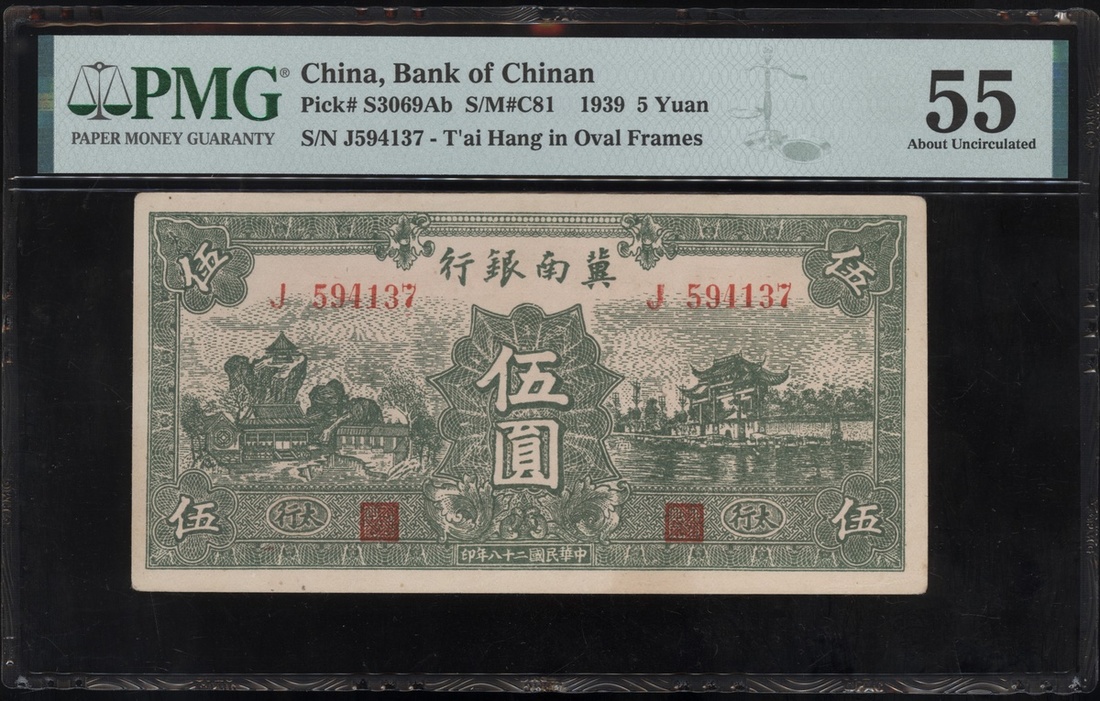 PMG®
PAPER MONEY GUARANTY
China, Bank of Chinan
Pick# S3069Ab S/M#C81 1939 5 Yuan
S/N J594137 - T'ai Hang in Oval Frames
55
About Uncirculated
伍
伍
行銀南冀
J 594137
J 594137
伍圓
伍
行太
行太
伍
印年八十二國民華中